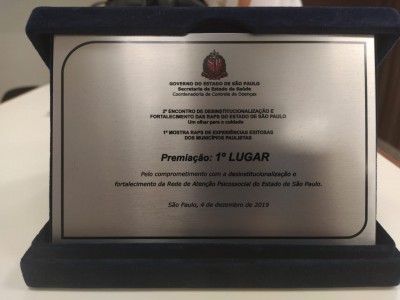 GOVERNO DO ESTADO DE SÃO PAULO
Secretaria de Estado da Saúde
Coordenadoria de Controle de Doenças
2º ENCONTRO DE DESINSTITUCIONALIZAÇÃO E
FORTALECIMENTO DAS RAPS DO ESTADO DE SÃO PAULO
Um olhar para o cuidado
1ª MOSTRA RAPS DE EXPERIÊNCIAS EXITOSAS
DOS MUNICÍPIOS PAULISTAS
Premiação: 1º LUGAR
Pelo comprometimento com a desinstitucionalização e
fortalecimento da Rede de Atenção Psicossocial do Estado de São Paulo.
São Paulo, 4 de dezembro de 2019